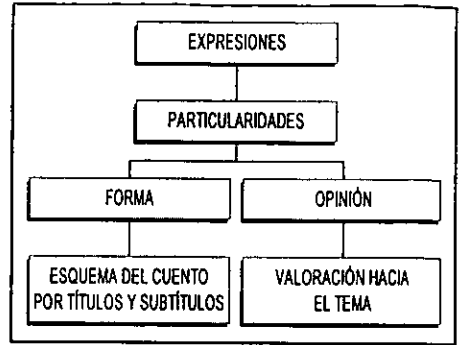 EXPRESIONES
PARTICULARIDADES
FORMA
OPINIÓN
ESQUEMA DEL CUENTO
POR TÍTULOS Y SUBTÍTULOS
VALORACIÓN HACIA
EL TEMA